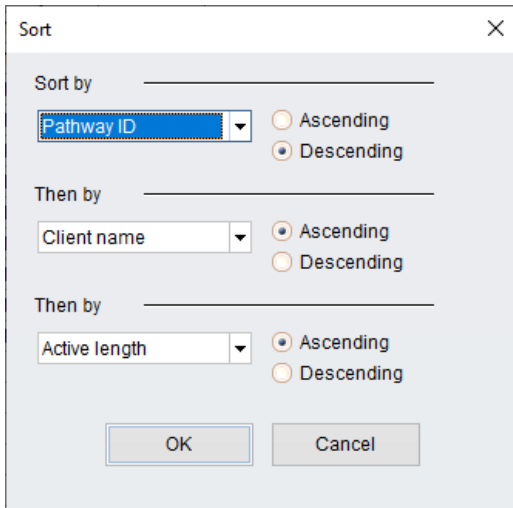 Sort
Sort by
Pathway ID
Ascending
Descending
Then by
Client name
Ascending
Descending
Then by
Active length
Ascending
Descending
OK Cancel